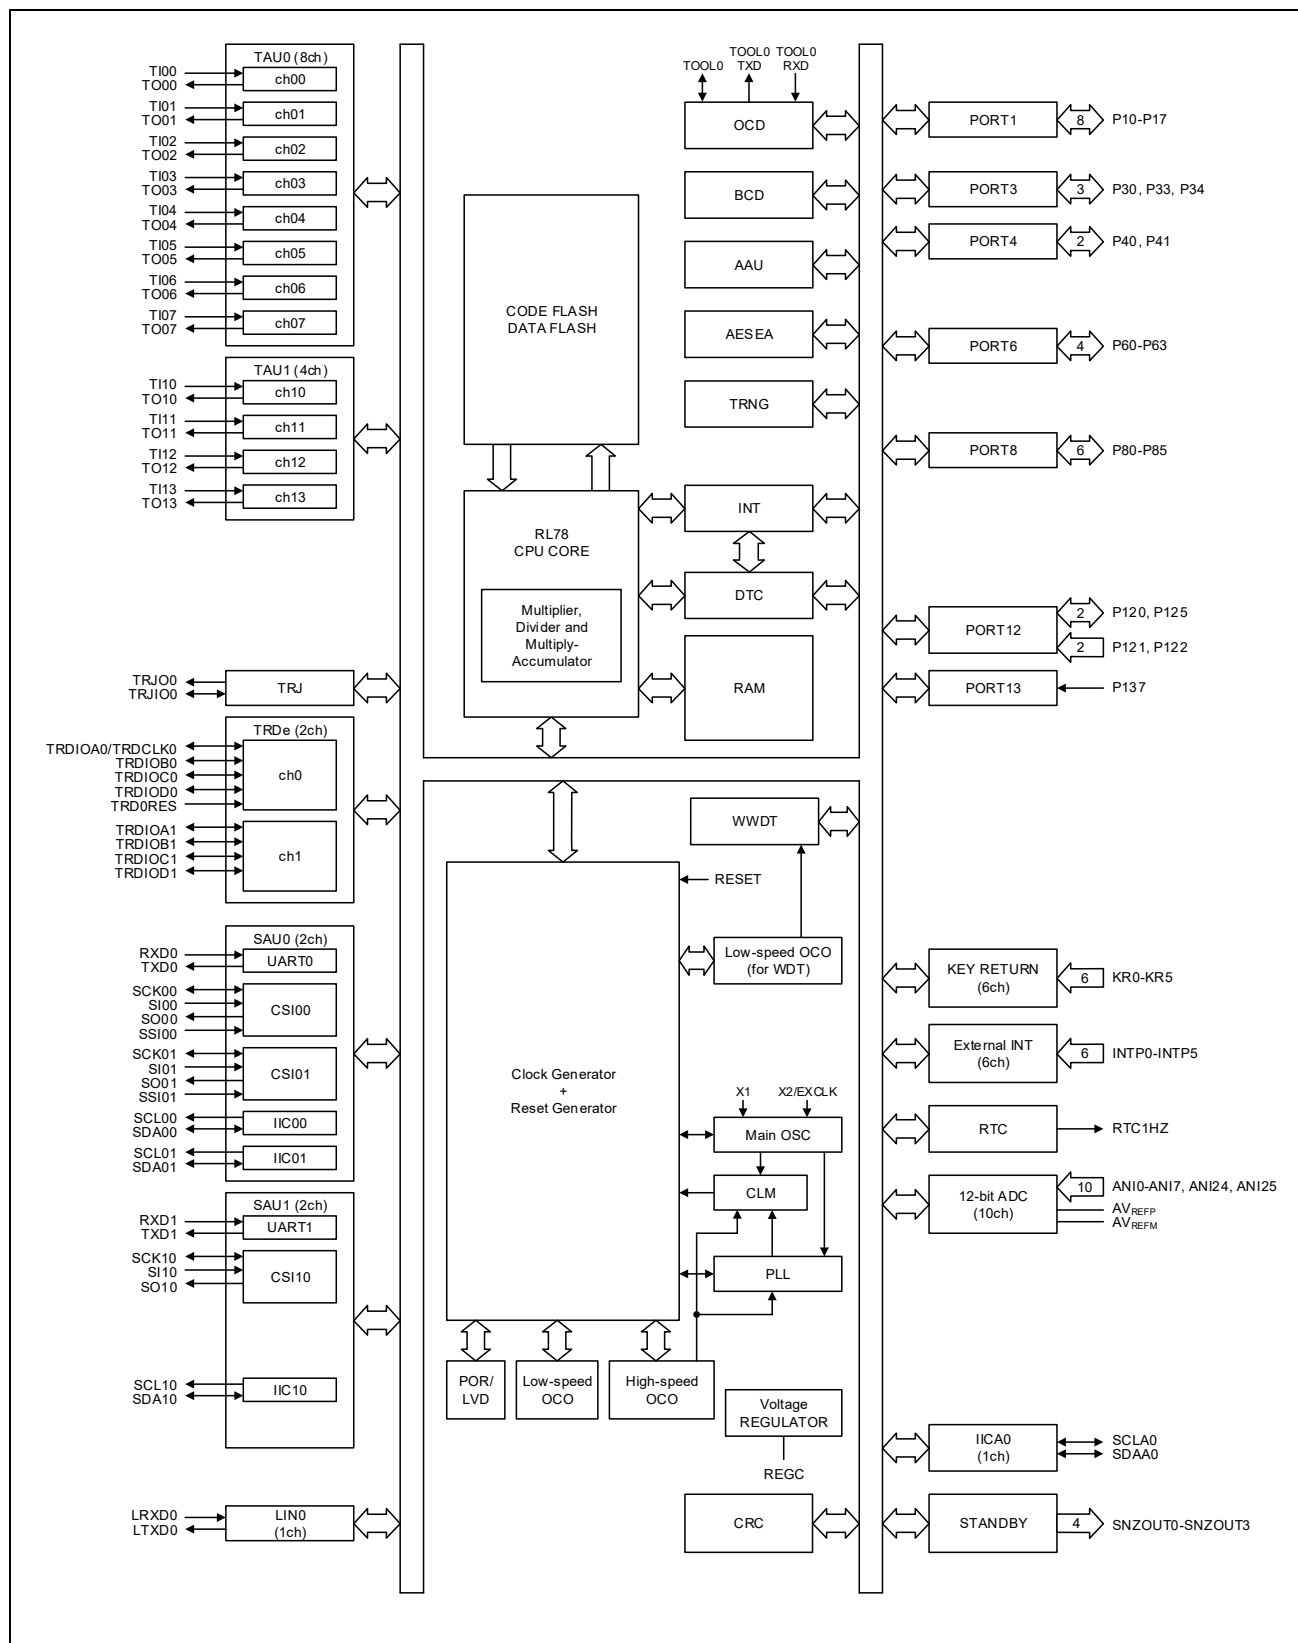 TAU0 (8ch)
TI00
TO00
ch00
TI01
TO01
ch01
TI02
TO02
ch02
TI03
TO03
ch03
TI04
TO04
ch04
TI05
TO05
ch05
TI06
TO06
ch06
TI07
TO07
ch07
TAU1 (4ch)
TI10
TO10
ch10
TI11
TO11
ch11
TI12
TO12
ch12
TI13
TO13
ch13
TRJO0
TRJIO0
TRJ
TRDe (2ch)
TRDIOA0/TRDCLK0
TRDIOB0
TRDIOC0
TRDIOD0
TRD0RES
ch0
TRDIOA1
TRDIOB1
TRDIOC1
TRDIOD1
ch1
SAU0 (2ch)
RXD0
TXD0
UART0
SCK00
SI00
SO00
SSI00
CSI00
SCK01
SI01
SO01
SSI01
CSI01
SCL00
SDA00
IIC00
SCL01
SDA01
IIC01
SAU1 (2ch)
RXD1
TXD1
UART1
SCK10
SI10
SO10
CSI10
SCL10
SDA10
IIC10
LRXD0
LTXD0
LIN0
(1ch)
CODE FLASH
DATA FLASH
RL78
CPU CORE
Multiplier,
Divider and
Multiply-
Accumulator
TOOL0
TOOL0
TXD
TOOL0
RXD
OCD
BCD
AAU
AESEA
TRNG
INT
DTC
RAM
WWDT
RESET
Low-speed OCO
(for WDT)
Clock Generator
+
Reset Generator
X1
X2/EXCLK
Main OSC
CLM
PLL
POR/
LVD
Low-speed
OCO
High-speed
OCO
Voltage
REGULATOR
REGC
CRC
PORT1
8
P10-P17
PORT3
3
P30, P33, P34
PORT4
2
P40, P41
PORT6
4
P60-P63
PORT8
6
P80-P85
PORT12
2
P120, P125
2
P121, P122
PORT13
P137
KEY RETURN
(6ch)
6
KR0-KR5
External INT
(6ch)
6
INTP0-INTP5
RTC
RTC1HZ
12-bit ADC
(10ch)
10
ANI0-ANI7, ANI24, ANI25
AVREFP
AVREFM
IICA0
(1ch)
SCLA0
SDAA0
STANDBY
4
SNZOUT0-SNZOUT3